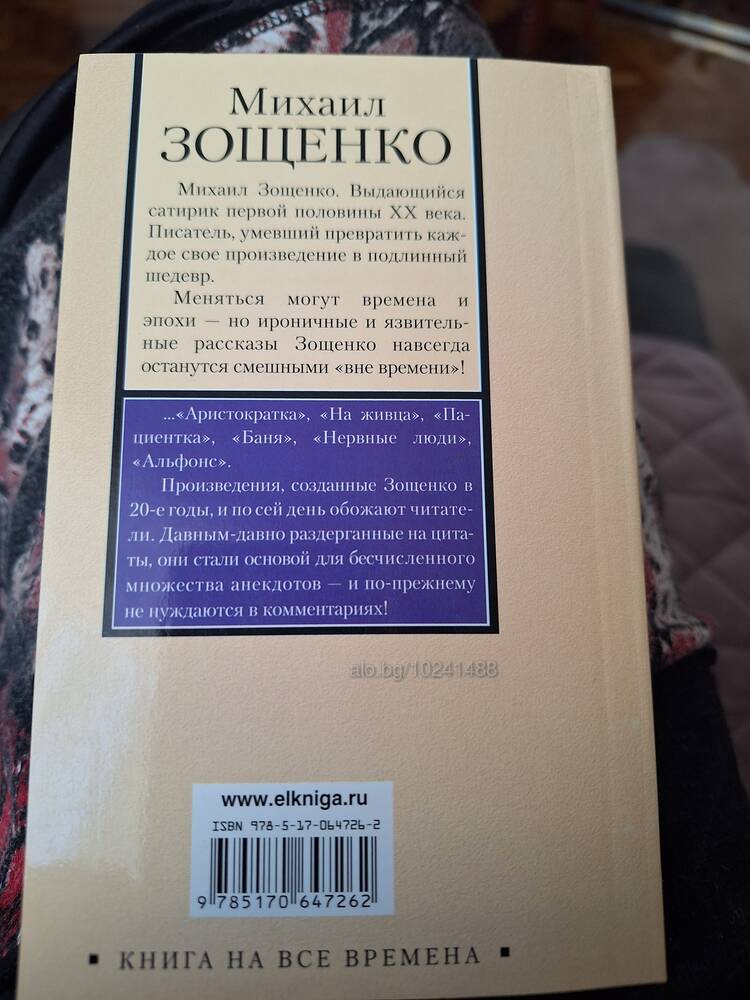 Михаил
ЗОЩЕНКО
Михаил Зощенко. Выдающийся
сатирик первой половины XX века.
Писатель, умевший превратить каж-
дое свое произведение в подлинный
шедевр.
Меняться могут времена и
эпохи — но ироничные и язвитель-
ные рассказы Зощенко навсегда
останутся смешными «вне времени»!
...«Аристократка», «На живца», «Па-
циентка», «Баня», «Нервные люди»,
«Альфонс».
Произведения, созданные Зощенко в
20-е годы, и по сей день обожают читате-
ли. Давным-давно раздерганные на цита-
ты, они стали основой для бесчисленного
множества анекдотов — и по-прежнему
не нуждаются в комментариях!
alo.bg/10241488
www.elkniga.ru
ISBN 978-5-17-064726-2
9 785170 647262
▪ КНИГА НА ВСЕ ВРЕМЕНА ▪